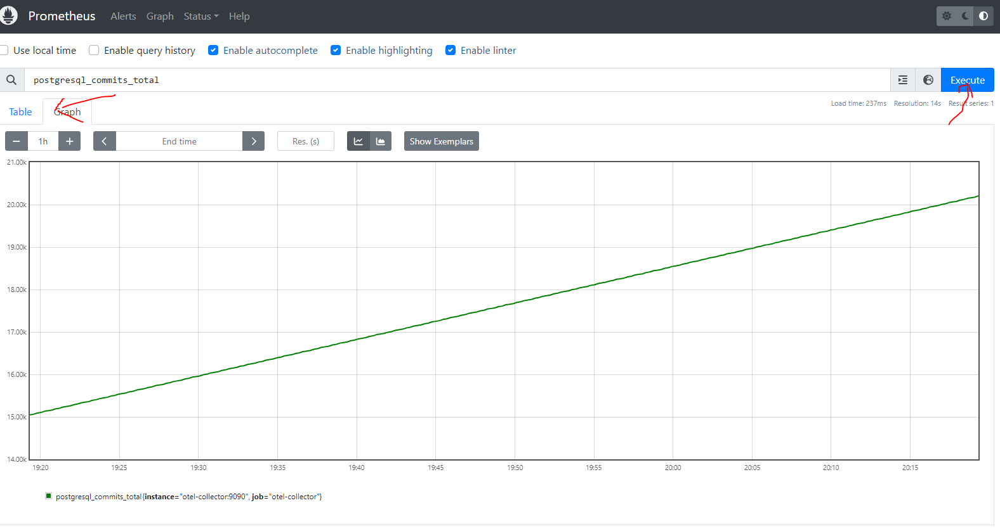 Prometheus Alerts Graph Status Help
Use local time Enable query history Enable autocomplete Enable highlighting Enable linter
postgresql_commits_total Execute
Load time: 237ms Resolution: 14s Result series: 1
Table Graph
1h End time Res. (s) Show Exemplars
21.00k
20.00k
19.00k
18.00k
17.00k
16.00k
15.00k
14.00k
19:20 19:25 19:30 19:35 19:40 19:45 19:50 19:55 20:00 20:05 20:10 20:15
postgresql_commits_total{instance="otel-collector:9090", job="otel-collector"}